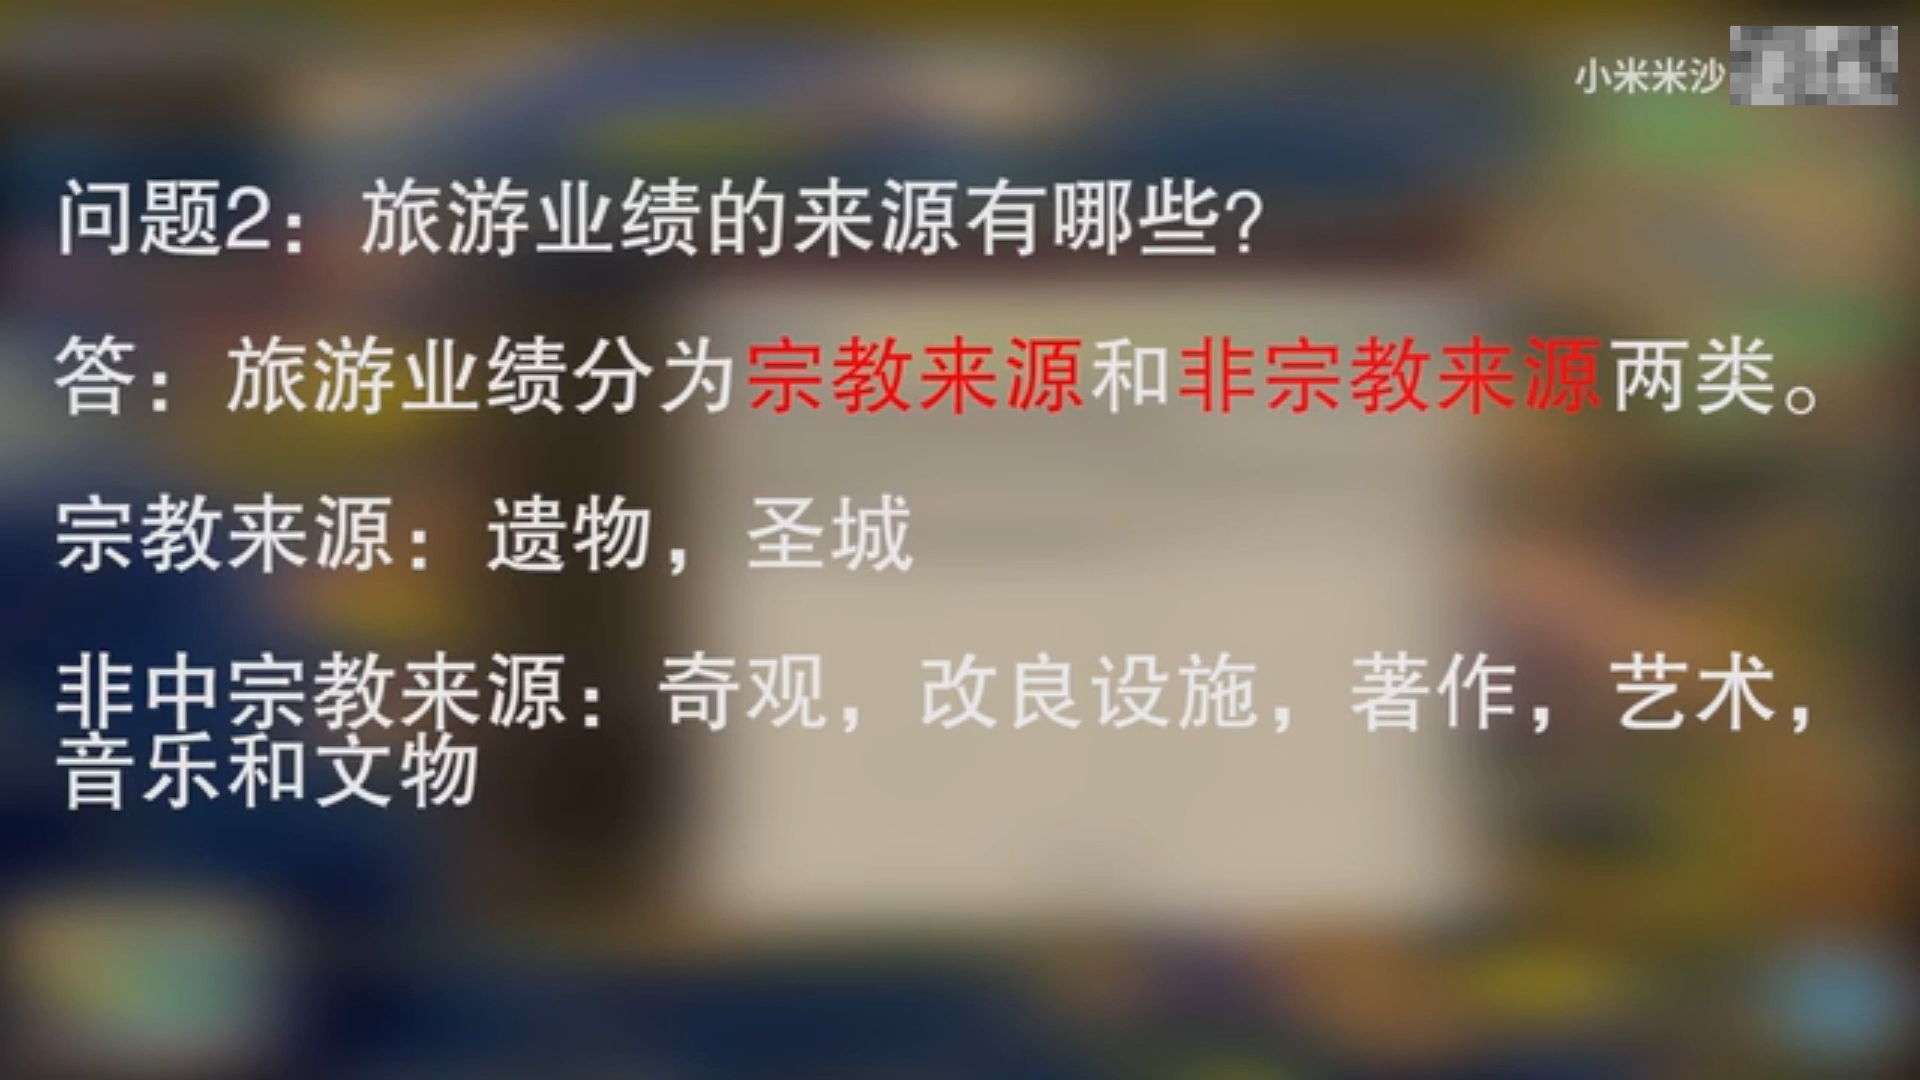 小米米沙
问题2：旅游业绩的来源有哪些？
答：旅游业绩分为宗教来源和非宗教来源两类。
宗教来源：遗物，圣城
非中宗教来源：奇观，改良设施，著作，艺术，
音乐和文物